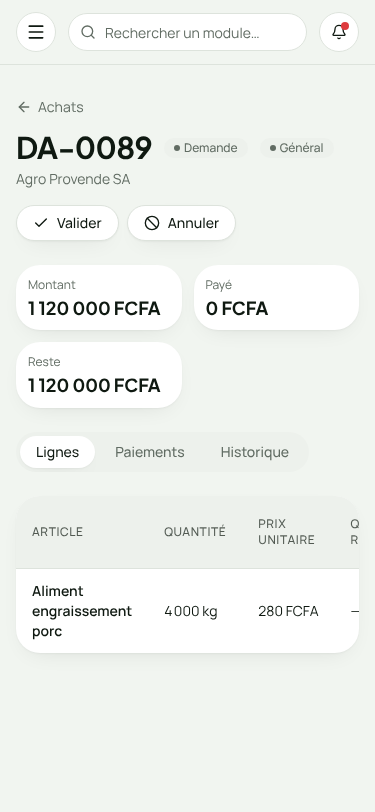 Rechercher un module...
Achats
DA-0089 Demande Général
Agro Provende SA
Valider Annuler
Montant Payé
1 120 000 FCFA 0 FCFA
Reste
1 120 000 FCFA
Lignes Paiements Historique
ARTICLE QUANTITÉ PRIX UNITAIRE
Aliment engraissement porc 4 000 kg 280 FCFA —